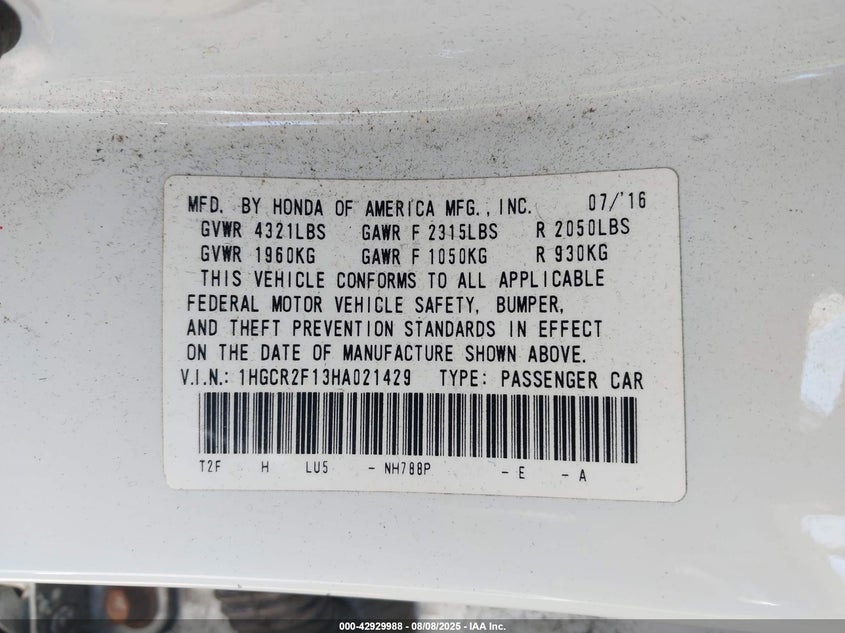 MFD. BY HONDA OF AMERICA MFG., INC. 07/'16
GVWR 4321LBS GAWR F 2315LBS R 2050LBS
GVWR 1960KG GAWR F 1050KG R 930KG
THIS VEHICLE CONFORMS TO ALL APPLICABLE
FEDERAL MOTOR VEHICLE SAFETY, BUMPER,
AND THEFT PREVENTION STANDARDS IN EFFECT
ON THE DATE OF MANUFACTURE SHOWN ABOVE.
V.I.N.: 1HGCR2F13HA021429 TYPE: PASSENGER CAR
T2F H LU5 - NH788P - E - A
000-42929988 - 08/08/2025 - IAA Inc.